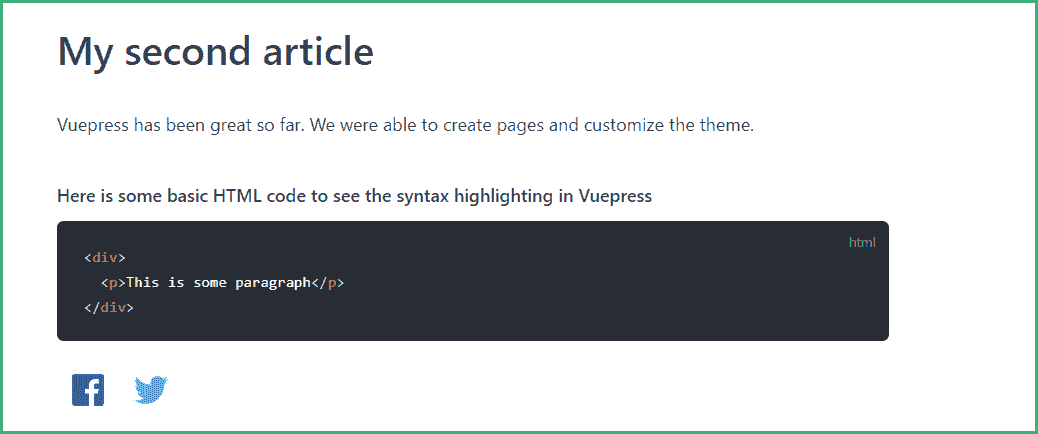 My second article
Vuepress has been great so far. We were able to create pages and customize the theme.
Here is some basic HTML code to see the syntax highlighting in Vuepress
html
<div>
  <p>This is some paragraph</p>
</div>